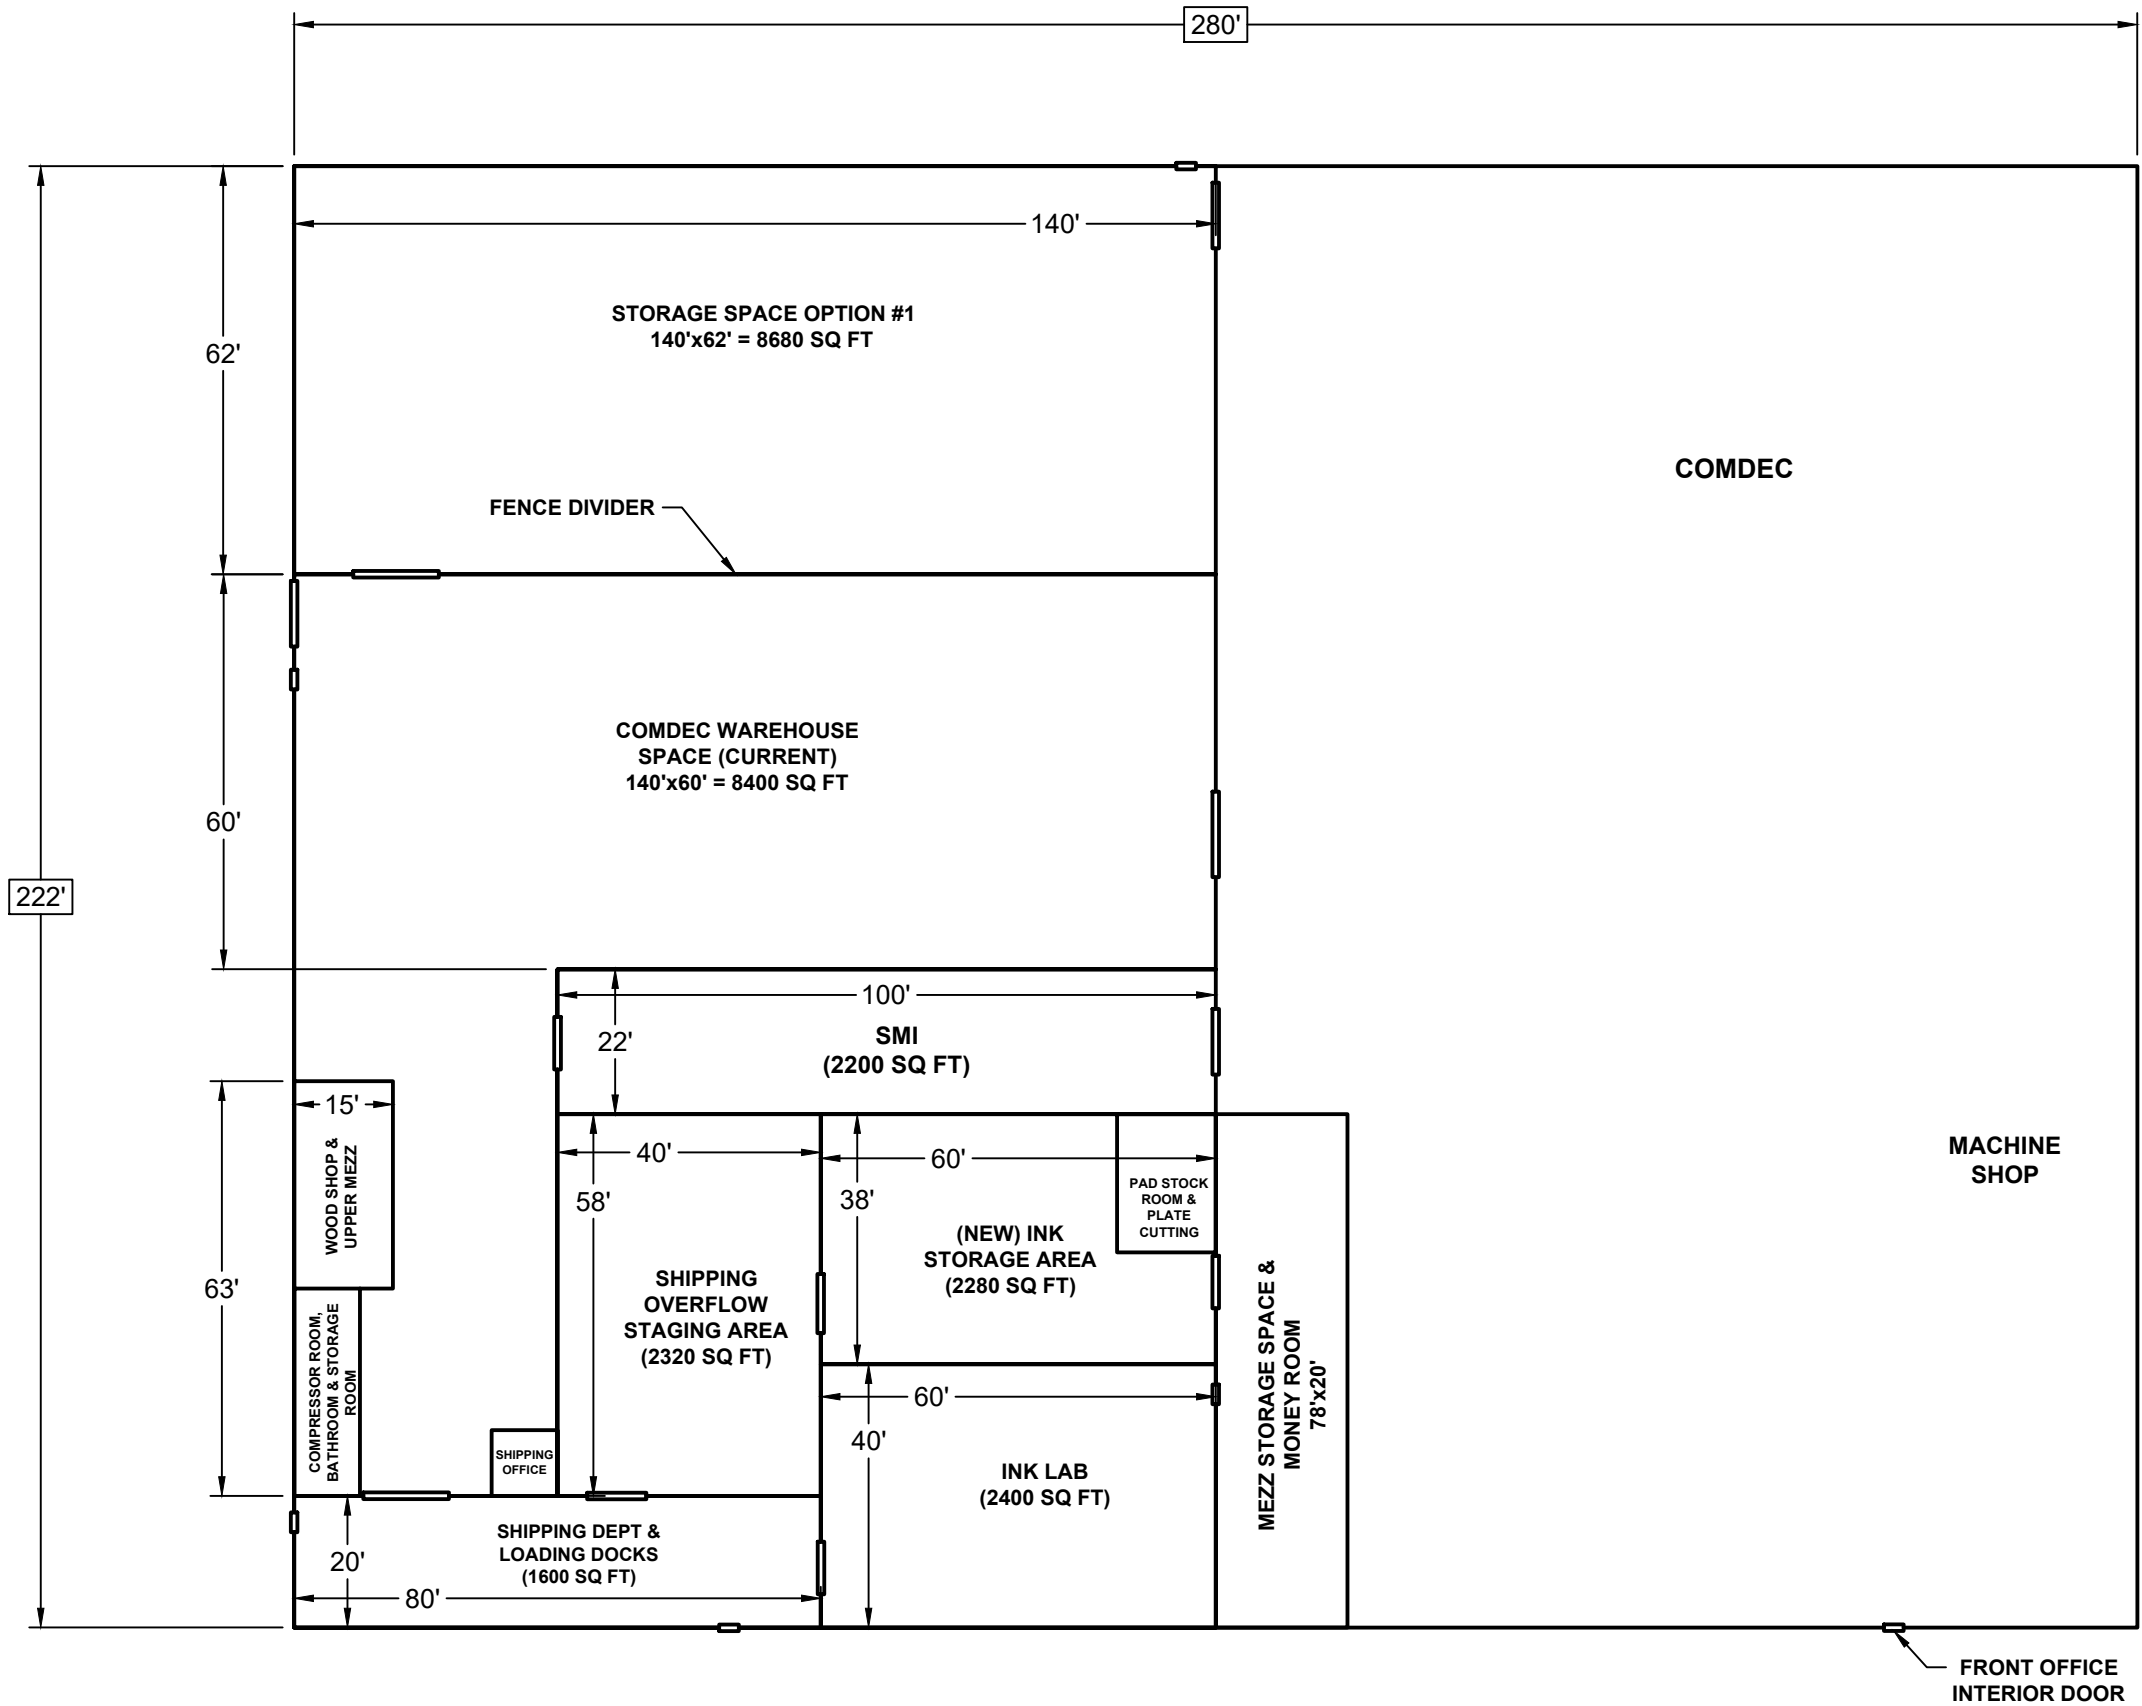 280'
140'
STORAGE SPACE OPTION #1
140'x62' = 8680 SQ FT
62'
FENCE DIVIDER
COMDEC
COMDEC WAREHOUSE
SPACE (CURRENT)
140'x60' = 8400 SQ FT
60'
222'
100'
22'
SMI
(2200 SQ FT)
15'
WOOD SHOP &
UPPER MEZZ
63'
COMPRESSOR ROOM,
BATHROOM & STORAGE
ROOM
40'
58'
SHIPPING
OVERFLOW
STAGING AREA
(2320 SQ FT)
60'
38'
PAD STOCK
ROOM &
PLATE
CUTTING
(NEW) INK
STORAGE AREA
(2280 SQ FT)
MACHINE
SHOP
MEZZ STORAGE SPACE &
MONEY ROOM
78'x20'
60'
40'
INK LAB
(2400 SQ FT)
SHIPPING
OFFICE
SHIPPING DEPT &
LOADING DOCKS
(1600 SQ FT)
20'
80'
FRONT OFFICE
INTERIOR DOOR